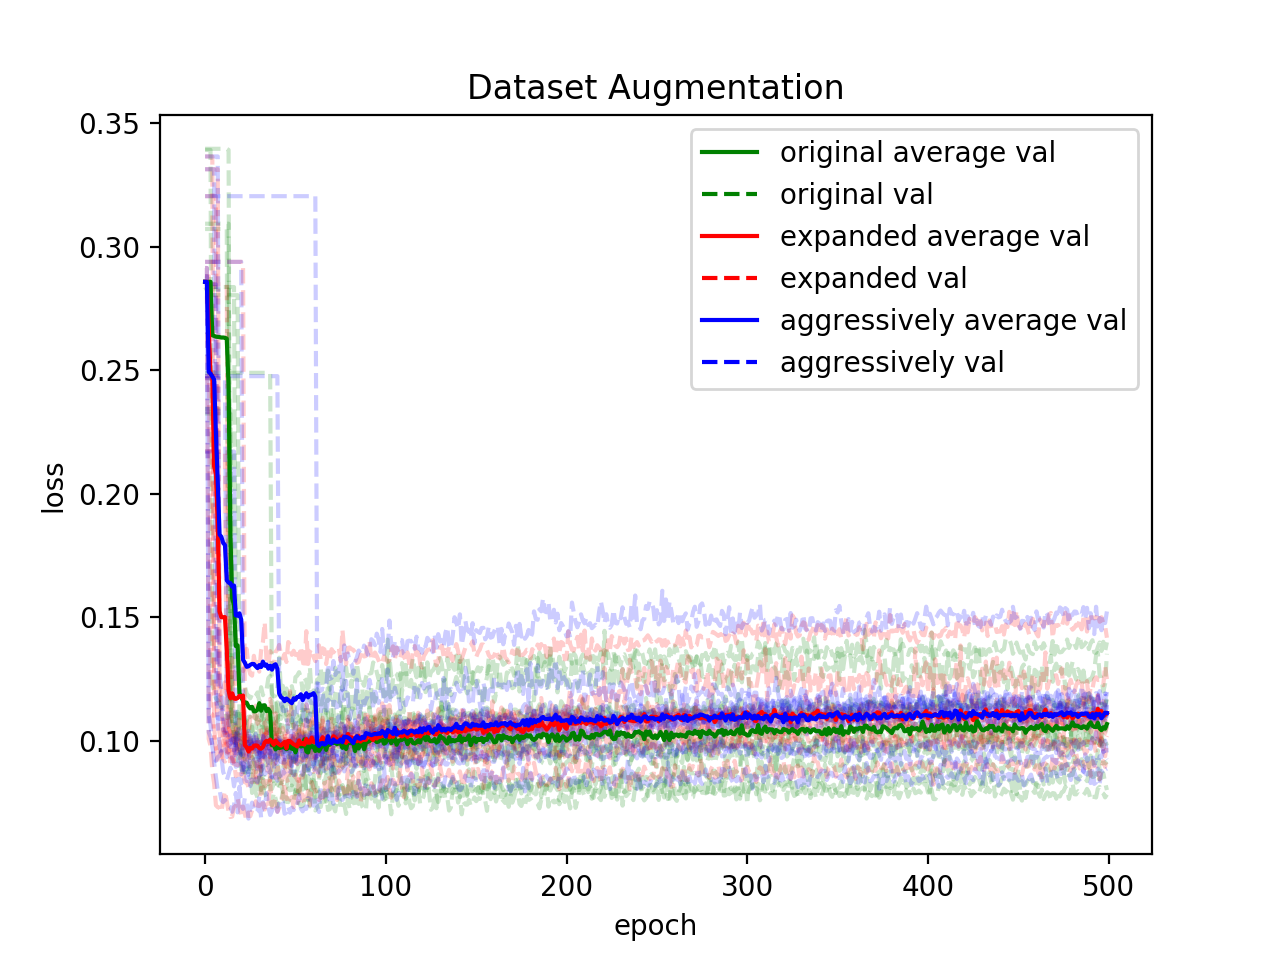 Dataset Augmentation
0.35
0.30
0.25
0.20
0.15
0.10
loss
original average val
original val
expanded average val
expanded val
aggressively average val
aggressively val
0 100 200 300 400 500
epoch